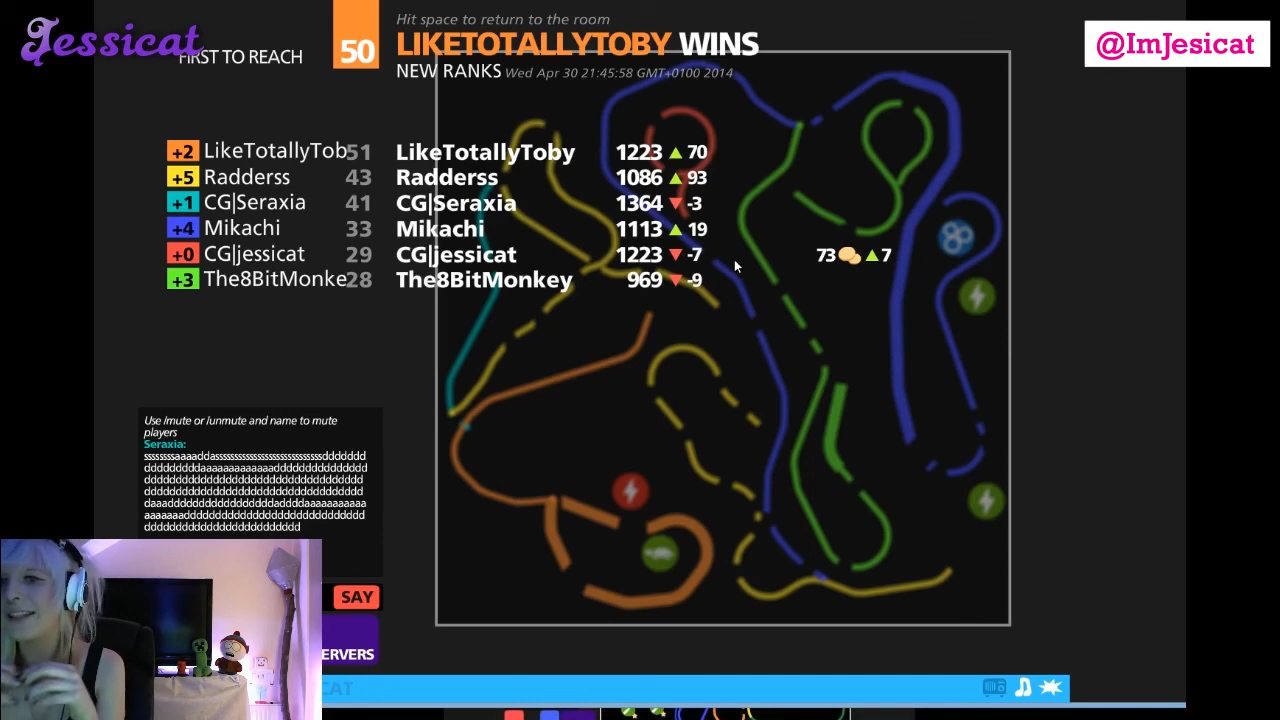 Jessicat
FIRST TO REACH
50
Hit space to return to the room
LIKETOTALLYTOBY WINS
NEW RANKS Wed Apr 30 21:45:58 GMT+0100 2014
@ImJesicat
+2 LikeTotallyTob 51 LikeTotallyToby 1223 70
+5 Radderss 43 Radderss 1086 93
+1 CG|Seraxia 41 CG|Seraxia 1364 -3
+4 Mikachi 33 Mikachi 1113 19
+0 CG|jessicat 29 CG|jessicat 1223 -7 73 7
+3 The8BitMonke 28 The8BitMonkey 969 -9
Use /mute or /unmute and name to mute
players
Seraxia:
SAY
ERVERS
CAT